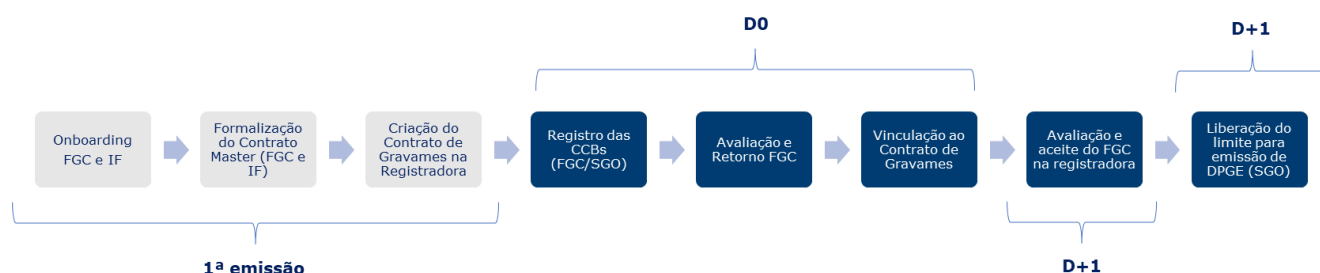 D0
D+1
Onboarding
FGC e IF
Formalização
do Contrato
Master (FGC e
IF)
Criação do
Contrato de
Gravames na
Registradora
Registro das
CCBs
(FGC/SGO)
Avaliação e
Retorno FGC
Vinculação ao
Contrato de
Gravames
Avaliação e
aceite do FGC
na registradora
Liberação do
limite para
emissão de
DPGE (SGO)
1ª emissão
D+1